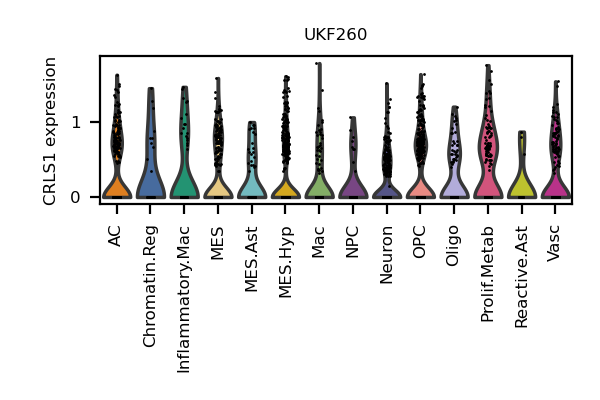 UKF260
CRLS1 expression
1
0
AC
Chromatin.Reg
Inflammatory.Mac
MES
MES.Ast
MES.Hyp
Mac
NPC
Neuron
OPC
Oligo
Prolif.Metab
Reactive.Ast
Vasc